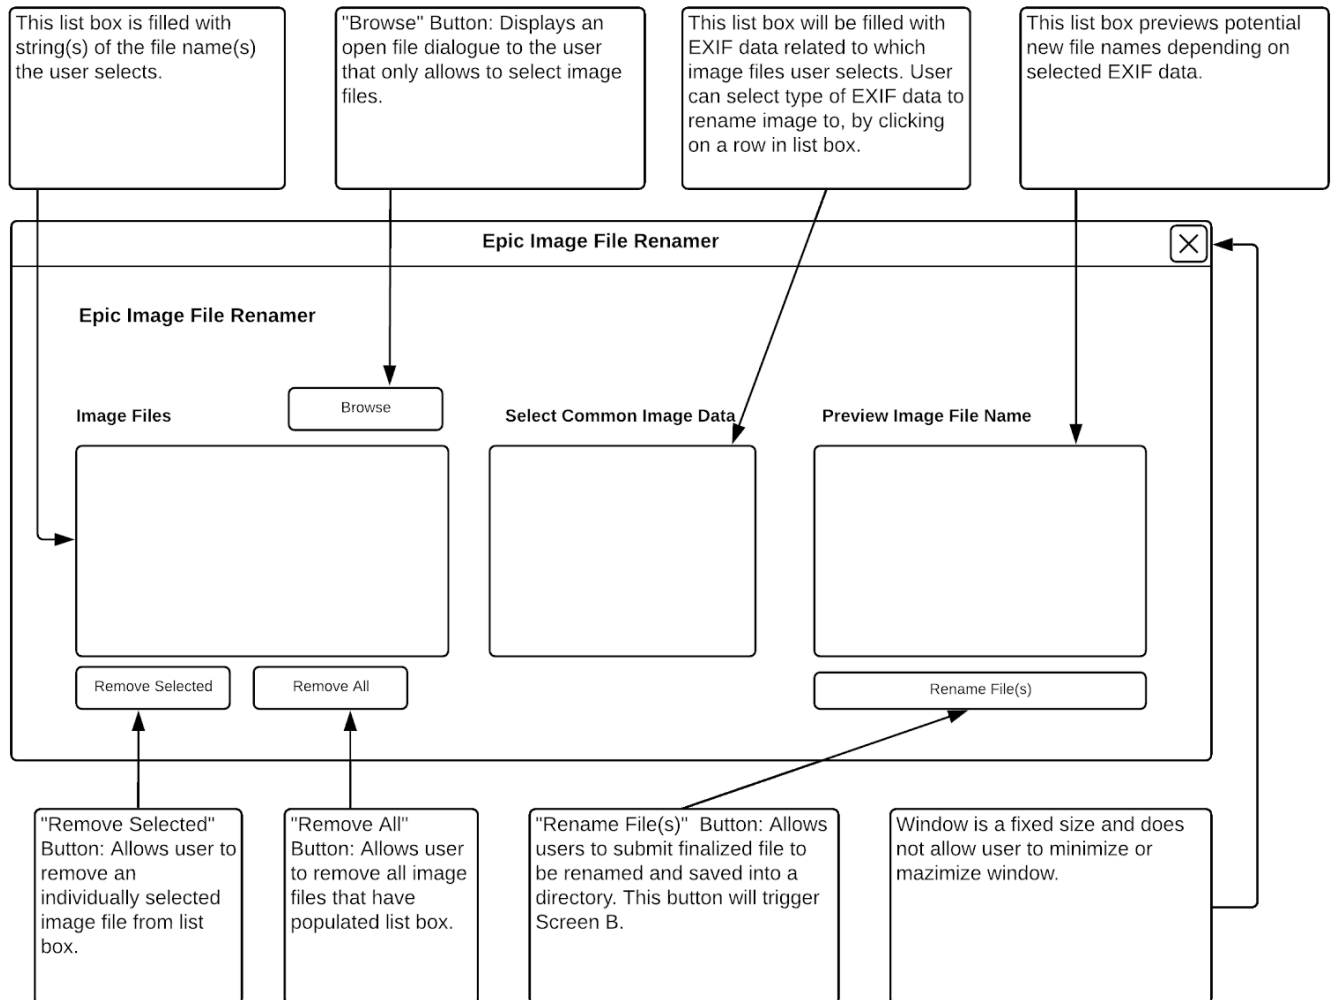 This list box is filled with
string(s) of the file name(s)
the user selects.
"Browse" Button: Displays an
open file dialogue to the user
that only allows to select image
files.
This list box will be filled with
EXIF data related to which
image files user selects. User
can select type of EXIF data to
rename image to, by clicking
on a row in list box.
This list box previews potential
new file names depending on
selected EXIF data.
Epic Image File Renamer
Epic Image File Renamer
Image Files
Browse
Select Common Image Data
Preview Image File Name
Remove Selected
Remove All
Rename File(s)
"Remove Selected"
Button: Allows user to
remove an
individually selected
image file from list
box.
"Remove All"
Button: Allows user
to remove all image
files that have
populated list box.
"Rename File(s)"  Button: Allows
users to submit finalized file to
be renamed and saved into a
directory. This button will trigger
Screen B.
Window is a fixed size and does
not allow user to minimize or
mazimize window.